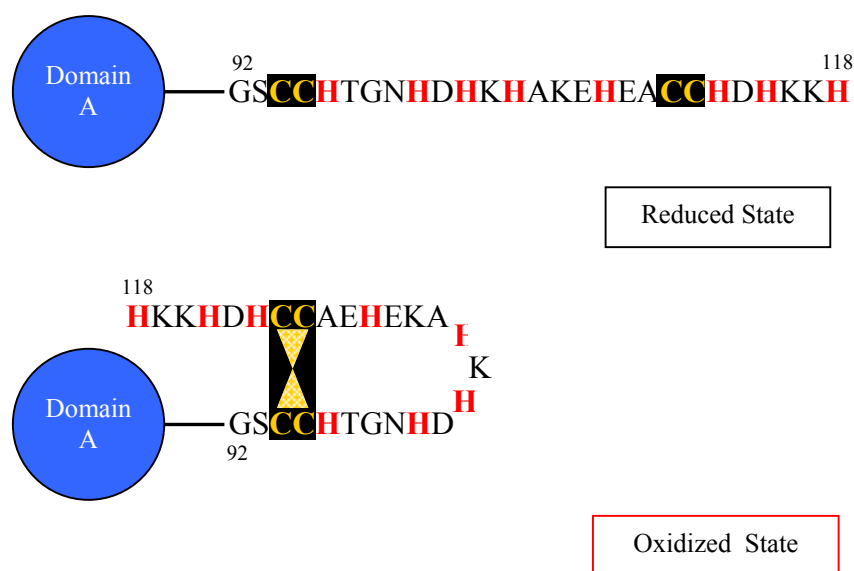 Domain
A
92
118
GSCCHTGNHDHKHAKEHEACCHDHKKH
Reduced State
118
HKKHDHCCAEHEKA
H
K
H
Domain
A
GSCCHTGNHD
92
Oxidized State